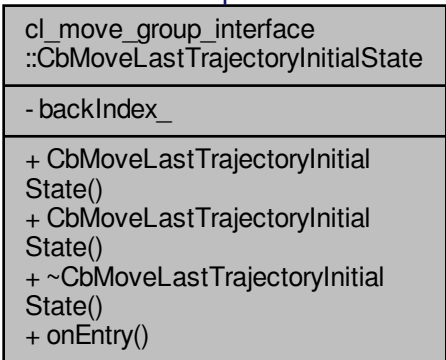 cl_move_group_interface
::CbMoveLastTrajectoryInitialState
- backIndex_
+ CbMoveLastTrajectoryInitial
State()
+ CbMoveLastTrajectoryInitial
State()
+ ~CbMoveLastTrajectoryInitial
State()
+ onEntry()